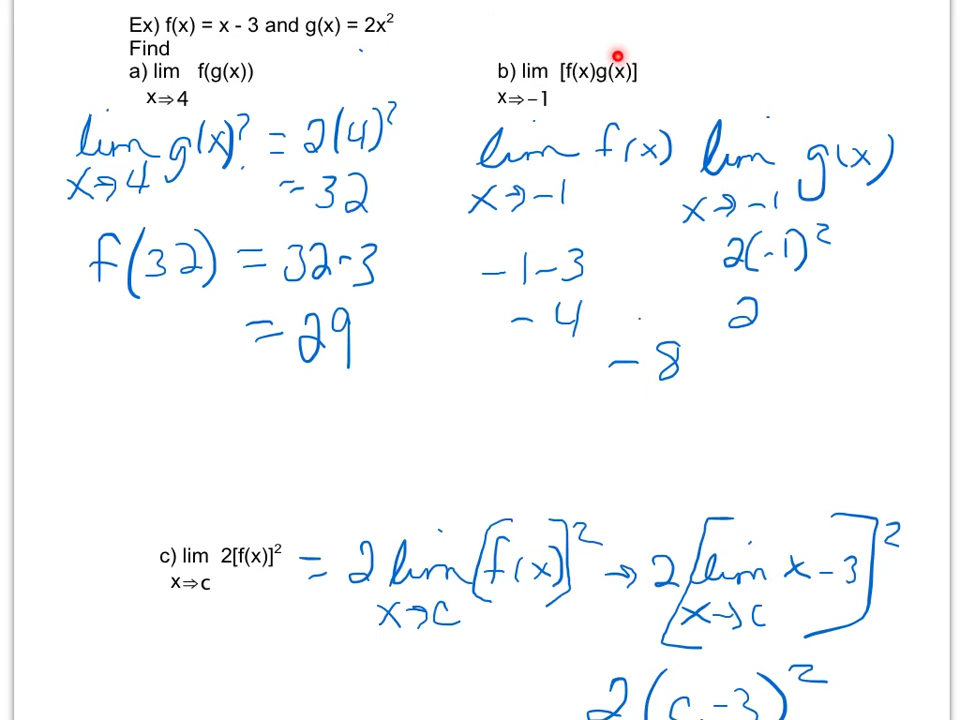 Ex) f(x) = x - 3 and g(x) = 2x²
Find
a) lim f(g(x))
x⇒4
lim g(x)? = 2(4)²
x→4
= 32
f(32) = 32-3
= 29
b) lim [f(x)g(x)]
x⇒-1
lim f(x) lim g(x)
x→-1 x→-1
-1-3 2(-1)²
-4 · 2
-8
c) lim 2[f(x)]² = 2 lim [f(x)]² → 2[lim x-3]²
x⇒c x→c x→c
2(c-3)²